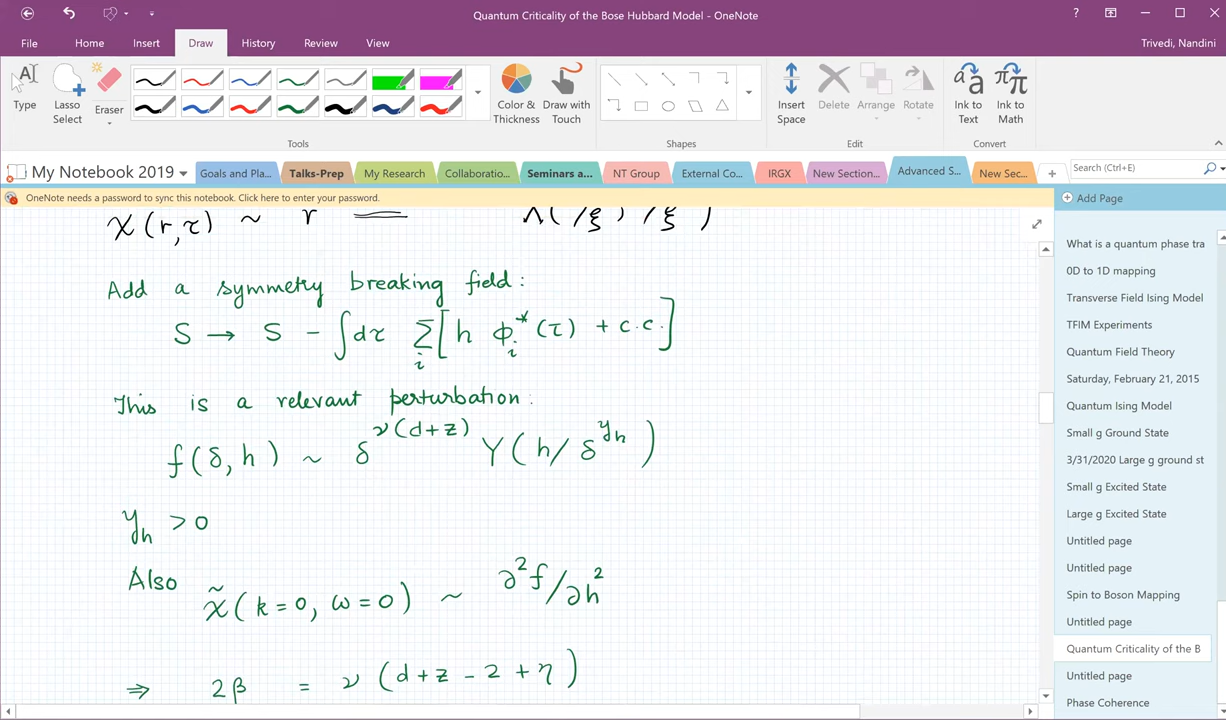 Quantum Criticality of the Bose Hubbard Model - OneNote
?
File Home Insert Draw History Review View
Trivedi, Nandini
Type
Lasso Select
Eraser
Color & Thickness
Draw with Touch
Insert Space
Delete
Arrange
Rotate
Ink to Text
Ink to Math
Tools
Shapes
Edit
Convert
My Notebook 2019
Goals and Pla...
Talks-Prep
My Research
Collaboratio...
Seminars a...
NT Group
External Co...
IRGX
New Section...
Advanced S...
New Sec...
Search (Ctrl+E)
OneNote needs a password to sync this notebook. Click here to enter your password.
χ(r,τ) ~ r
Add a symmetry breaking field:
S → S - ∫dτ Σ_i [h ϕ_i^*(τ) + c.c.]
This is a relevant perturbation:
f(δ,h) ~ δ^{ν(d+z)} Y(h/δ^{y_h})
y_h > 0
Also
χ̃(k=0, ω=0) ~ ∂²f/∂h²
⇒ 2β = ν(d+z-2+η)
Add Page
What is a quantum phase tra
0D to 1D mapping
Transverse Field Ising Model
TFIM Experiments
Quantum Field Theory
Saturday, February 21, 2015
Quantum Ising Model
Small g Ground State
3/31/2020 Large g ground st
Small g Excited State
Large g Excited State
Untitled page
Untitled page
Spin to Boson Mapping
Untitled page
Quantum Criticality of the B
Untitled page
Phase Coherence